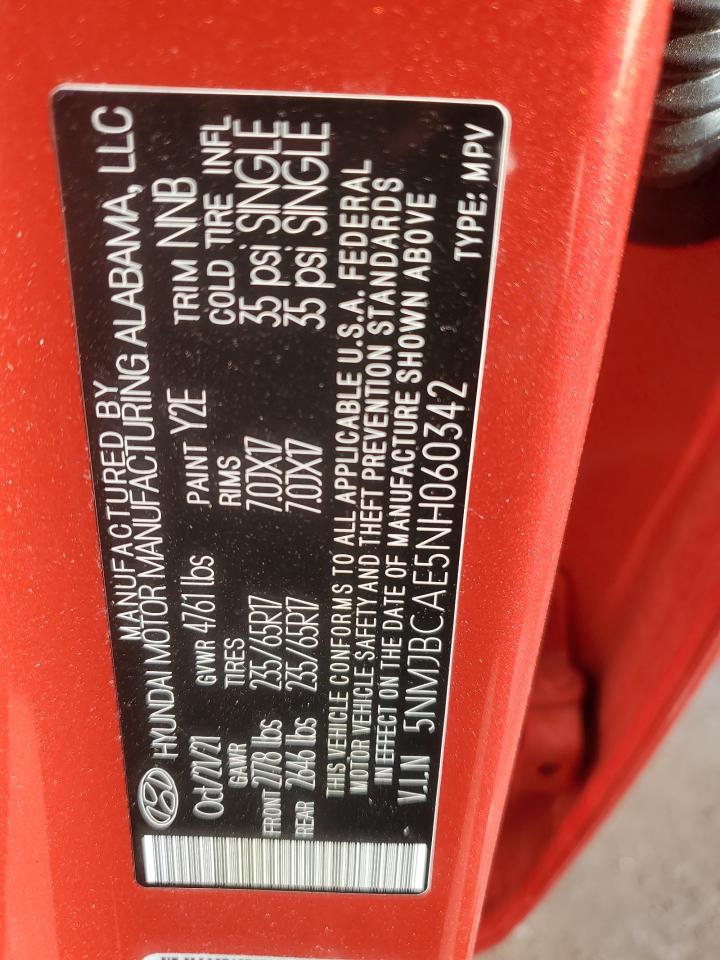 MANUFACTURED BY
HYUNDAI MOTOR MANUFACTURING ALABAMA, LLC
Oct/21/21 GVWR 4761 lbs PAINT Y2E TRIM NNB
GAWR TIRES RIMS COLD TIRE INFL
FRONT 2778 lbs 235/65R17 7.0JX17 35 psi SINGLE
REAR 2646 lbs 235/65R17 7.0JX17 35 psi SINGLE
THIS VEHICLE CONFORMS TO ALL APPLICABLE U.S.A. FEDERAL
MOTOR VEHICLE SAFETY AND THEFT PREVENTION STANDARDS
IN EFFECT ON THE DATE OF MANUFACTURE SHOWN ABOVE
V.I.N 5NMJBCAE5NH060342 TYPE: MPV